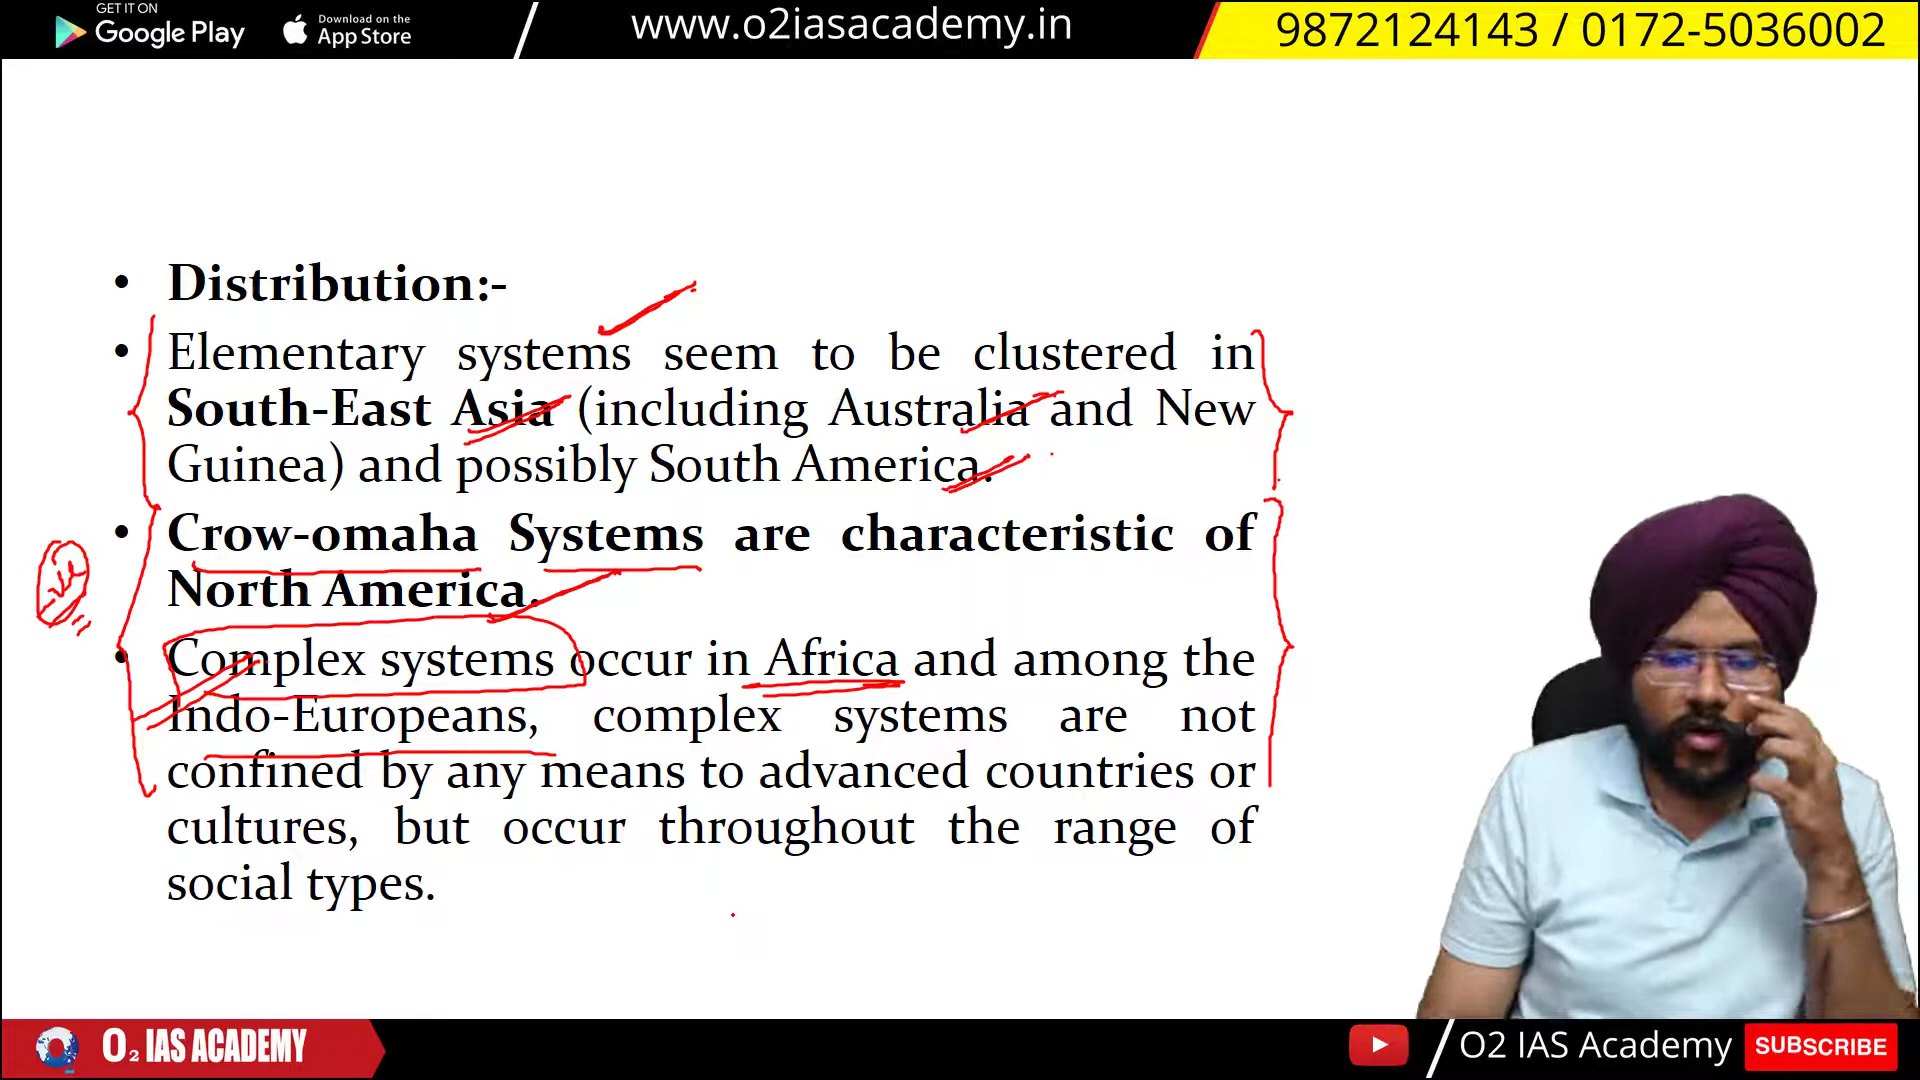 GET IT ON
Google Play
Download on the
App Store
www.o2iasacademy.in
9872124143 / 0172-5036002
• Distribution:-
• Elementary systems seem to be clustered in
South-East Asia (including Australia and New
Guinea) and possibly South America.
• Crow-omaha Systems are characteristic of
North America.
• Complex systems occur in Africa and among the
Indo-Europeans, complex systems are not
confined by any means to advanced countries or
cultures, but occur throughout the range of
social types.
O2 IAS ACADEMY
O2 IAS Academy
SUBSCRIBE